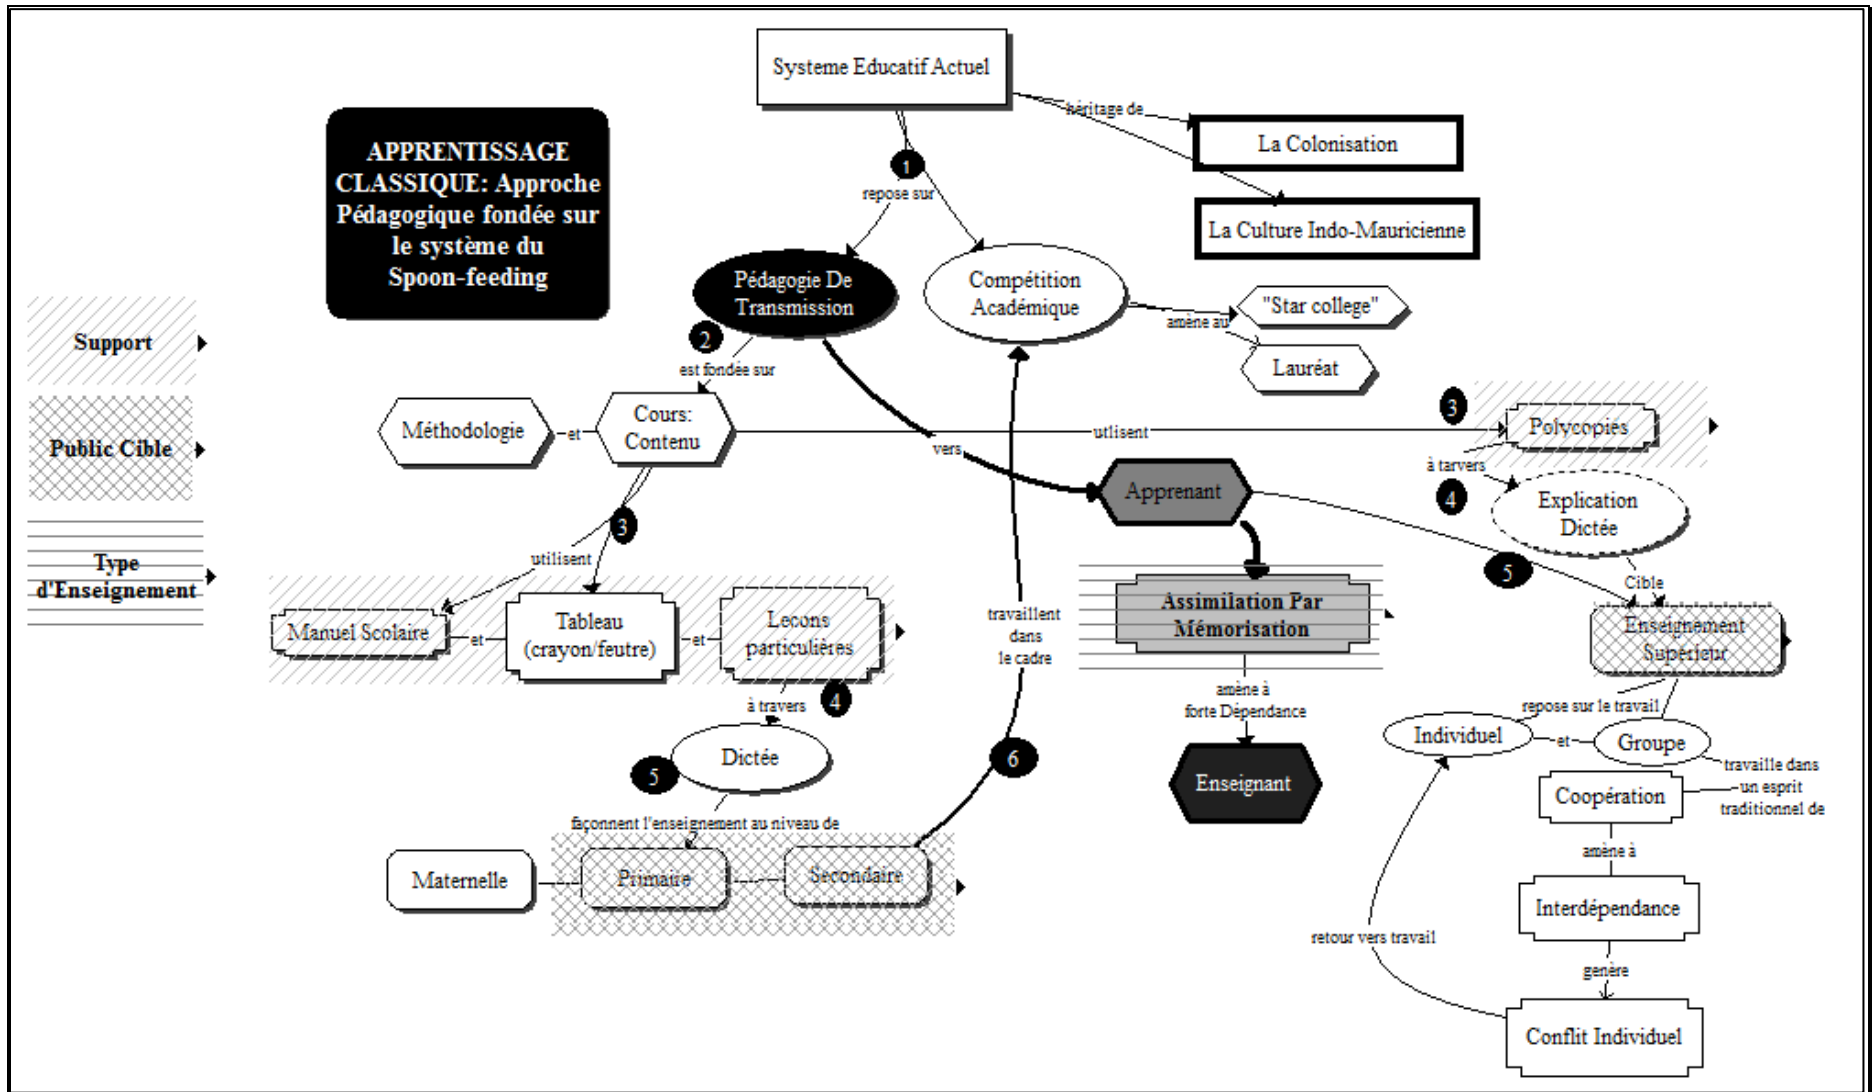 Systeme Educatif Actuel
héritage de
La Colonisation
La Culture Indo-Mauricienne
APPRENTISSAGE
CLASSIQUE: Approche
Pédagogique fondée sur
le système du
Spoon-feeding
1
repose sur
Pédagogie De
Transmission
Compétition
Académique
"Star college"
amène au
Lauréat
Support
Public Cible
Type
d'Enseignement
2
est fondée sur
Méthodologie
et
Cours:
Contenu
utlisent
3
Polycopiés
vers
Apprenant
à tarvers
4
Explication
Dictée
3
utilisent
5
Cible
Manuel Scolaire
et
Tableau
(crayon/feutre)
et
Lecons
particulières
travaillent
dans
le cadre
Assimilation Par
Mémorisation
Enseignement
Supérieur
à travers
4
amène à
forte Dépendance
repose sur le travail
Individuel
et
Groupe
Dictée
5
6
Enseignant
travaille dans
un esprit
traditionnel de
Coopération
façonnent l'enseignement au niveau de
amène à
Maternelle
Primaire
Secondaire
Interdépendance
retour vers travail
genère
Conflit Individuel